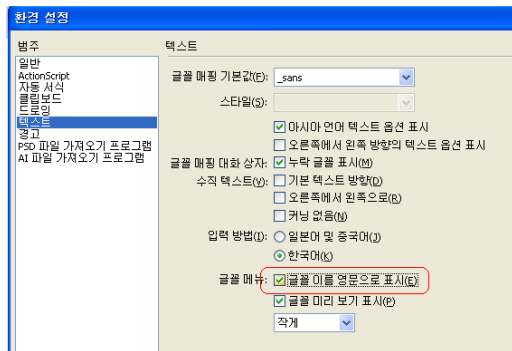 환경 설정
범주
일반
ActionScript
자동 서식
클립보드
드로잉
텍스트
경고
PSD 파일 가져오기 프로그램
AI 파일 가져오기 프로그램
텍스트
글꼴 매핑 기본값(F): _sans
스타일(S):
아시아 언어 텍스트 옵션 표시
오른쪽에서 왼쪽 방향의 텍스트 옵션 표시
글꼴 매핑 대화 상자: 누락 글꼴 표시(M)
수직 텍스트(V): 기본 텍스트 방향(D)
오른쪽에서 왼쪽으로(R)
커닝 없음(N)
입력 방법(I): 일본어 및 중국어(J)
한국어(K)
글꼴 메뉴: 글꼴 이름 영문으로 표시(E)
글꼴 미리 보기 표시(P)
작게